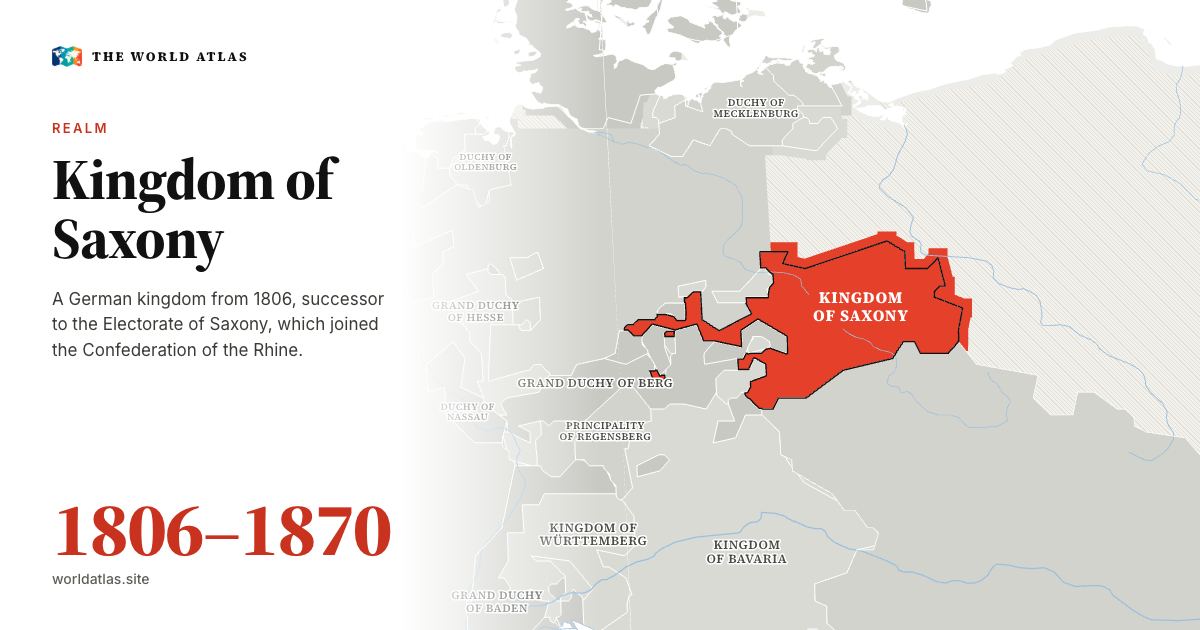 THE WORLD ATLAS
REALM
Kingdom of
Saxony
A German kingdom from 1806, successor
to the Electorate of Saxony, which joined
the Confederation of the Rhine.
1806–1870
worldatlas.site
DUCHY OF
MECKLENBURG
DUCHY OF
OLDENBURG
GRAND DUCHY
OF HESSE
KINGDOM
OF SAXONY
GRAND DUCHY OF BERG
DUCHY OF
NASSAU
PRINCIPALITY
OF REGENSBERG
KINGDOM OF
WÜRTTEMBERG
KINGDOM
OF BAVARIA
GRAND DUCHY
OF BADEN